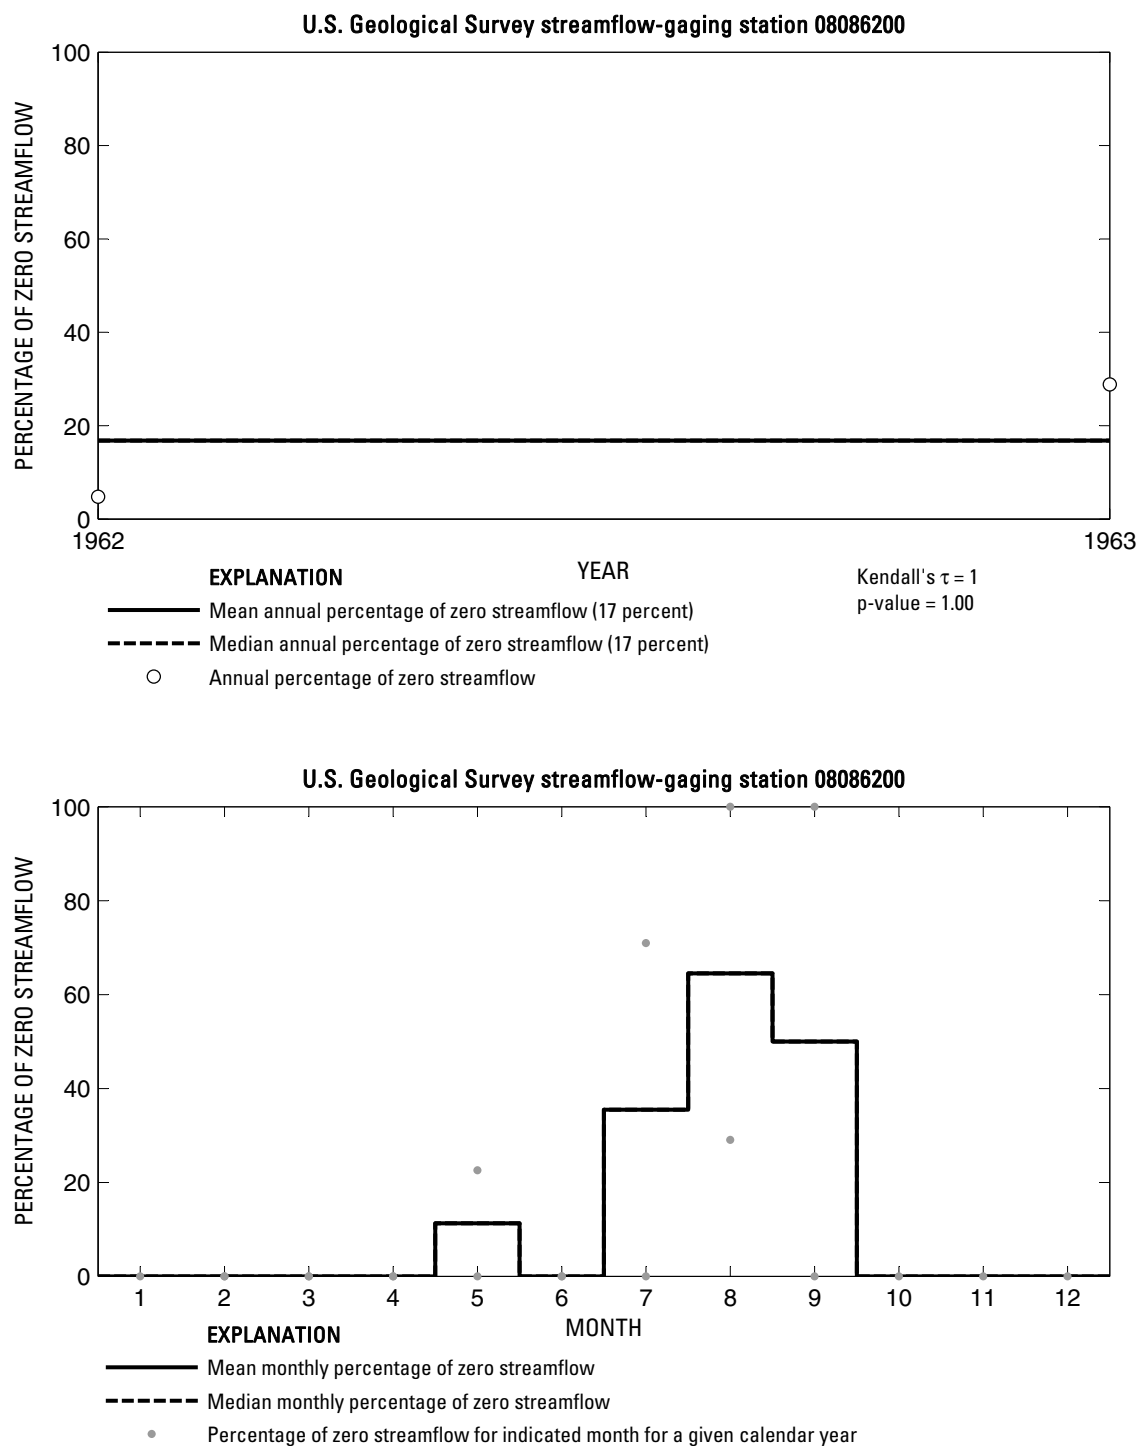 U.S. Geological Survey streamflow-gaging station 08086200
PERCENTAGE OF ZERO STREAMFLOW
100
80
60
40
20
0
1962
1963
YEAR
EXPLANATION
Mean annual percentage of zero streamflow (17 percent)
Median annual percentage of zero streamflow (17 percent)
Annual percentage of zero streamflow
Kendall's τ = 1
p-value = 1.00
U.S. Geological Survey streamflow-gaging station 08086200
PERCENTAGE OF ZERO STREAMFLOW
100
80
60
40
20
0
1 2 3 4 5 6 7 8 9 10 11 12
MONTH
EXPLANATION
Mean monthly percentage of zero streamflow
Median monthly percentage of zero streamflow
Percentage of zero streamflow for indicated month for a given calendar year